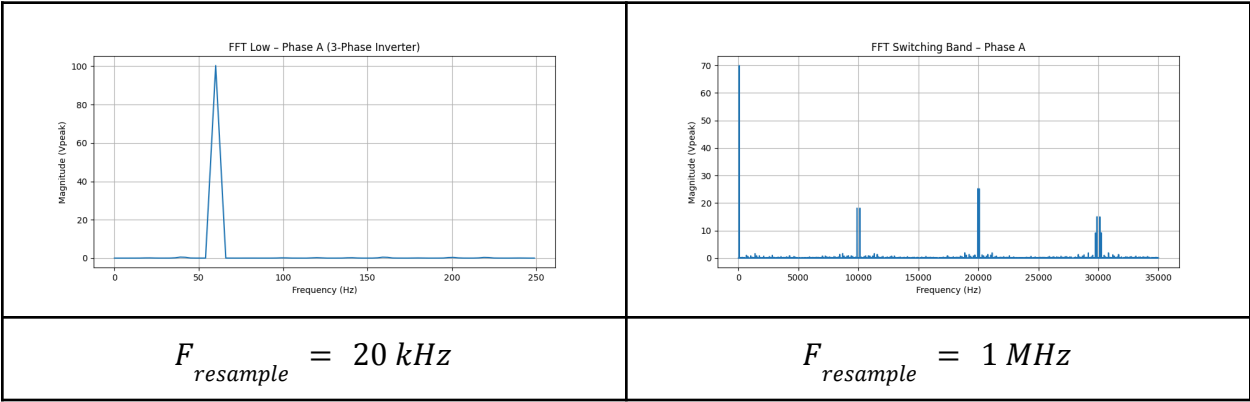 FFT Low – Phase A (3-Phase Inverter)
100
80
60
40
20
0
Magnitude (Vpeak)
0 50 100 150 200 250
Frequency (Hz)
FFT Switching Band – Phase A
70
60
50
40
30
20
10
0
Magnitude (Vpeak)
0 5000 10000 15000 20000 25000 30000 35000
Frequency (Hz)
F_resample = 20 kHz
F_resample = 1 MHz